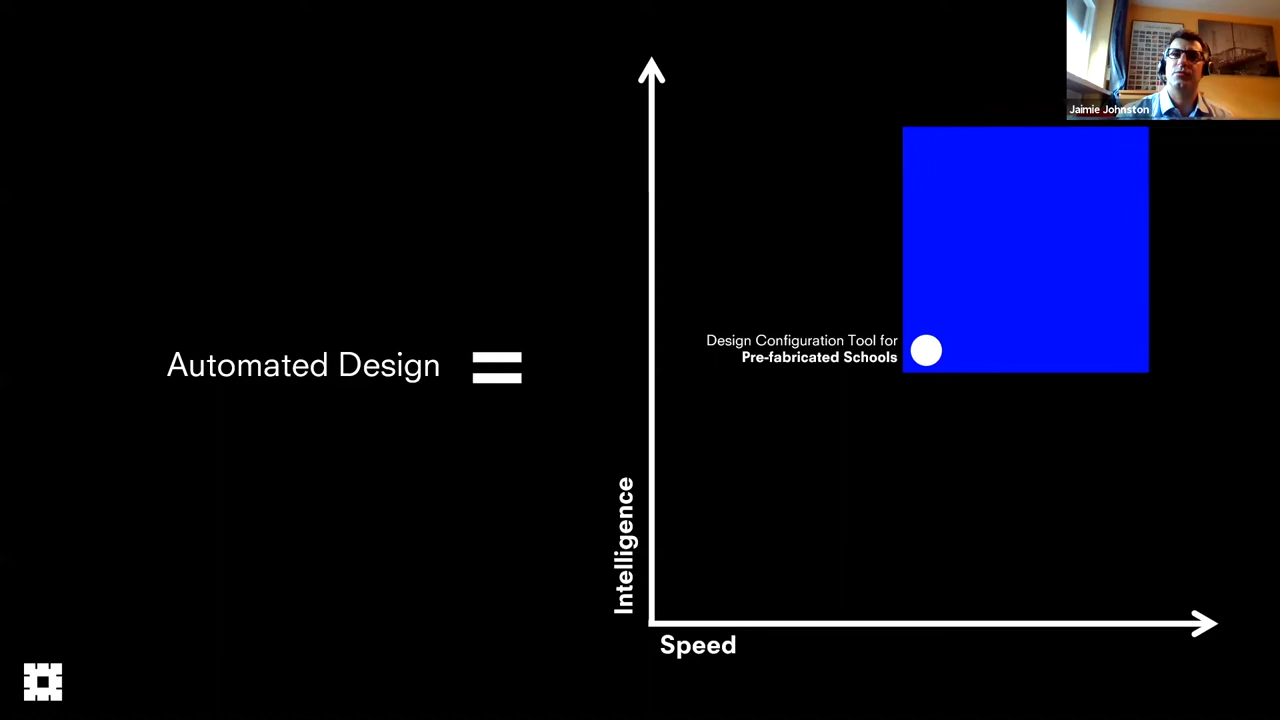 Jaimie Johnston
Automated Design
Design Configuration Tool for
Pre-fabricated Schools
Intelligence
Speed